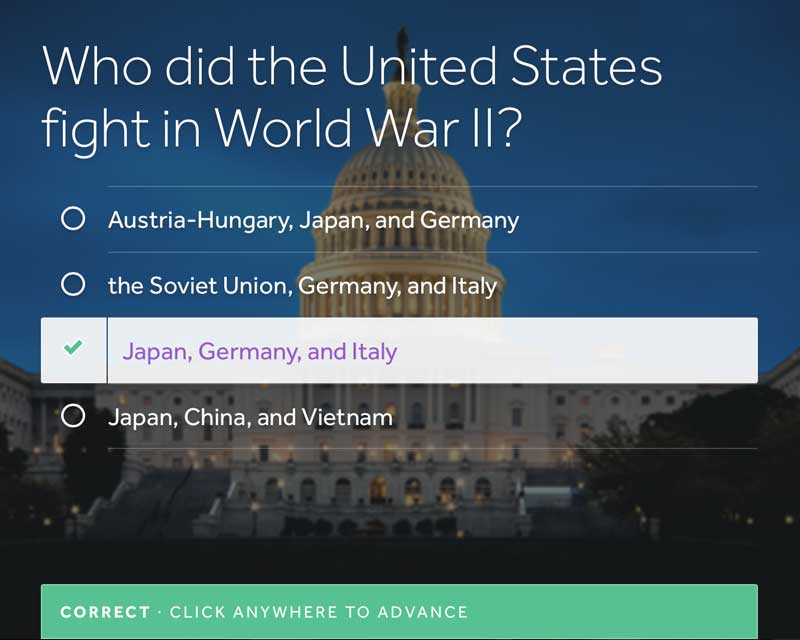 Who did the United States
fight in World War II?
Austria-Hungary, Japan, and Germany
the Soviet Union, Germany, and Italy
Japan, Germany, and Italy
Japan, China, and Vietnam
CORRECT · CLICK ANYWHERE TO ADVANCE